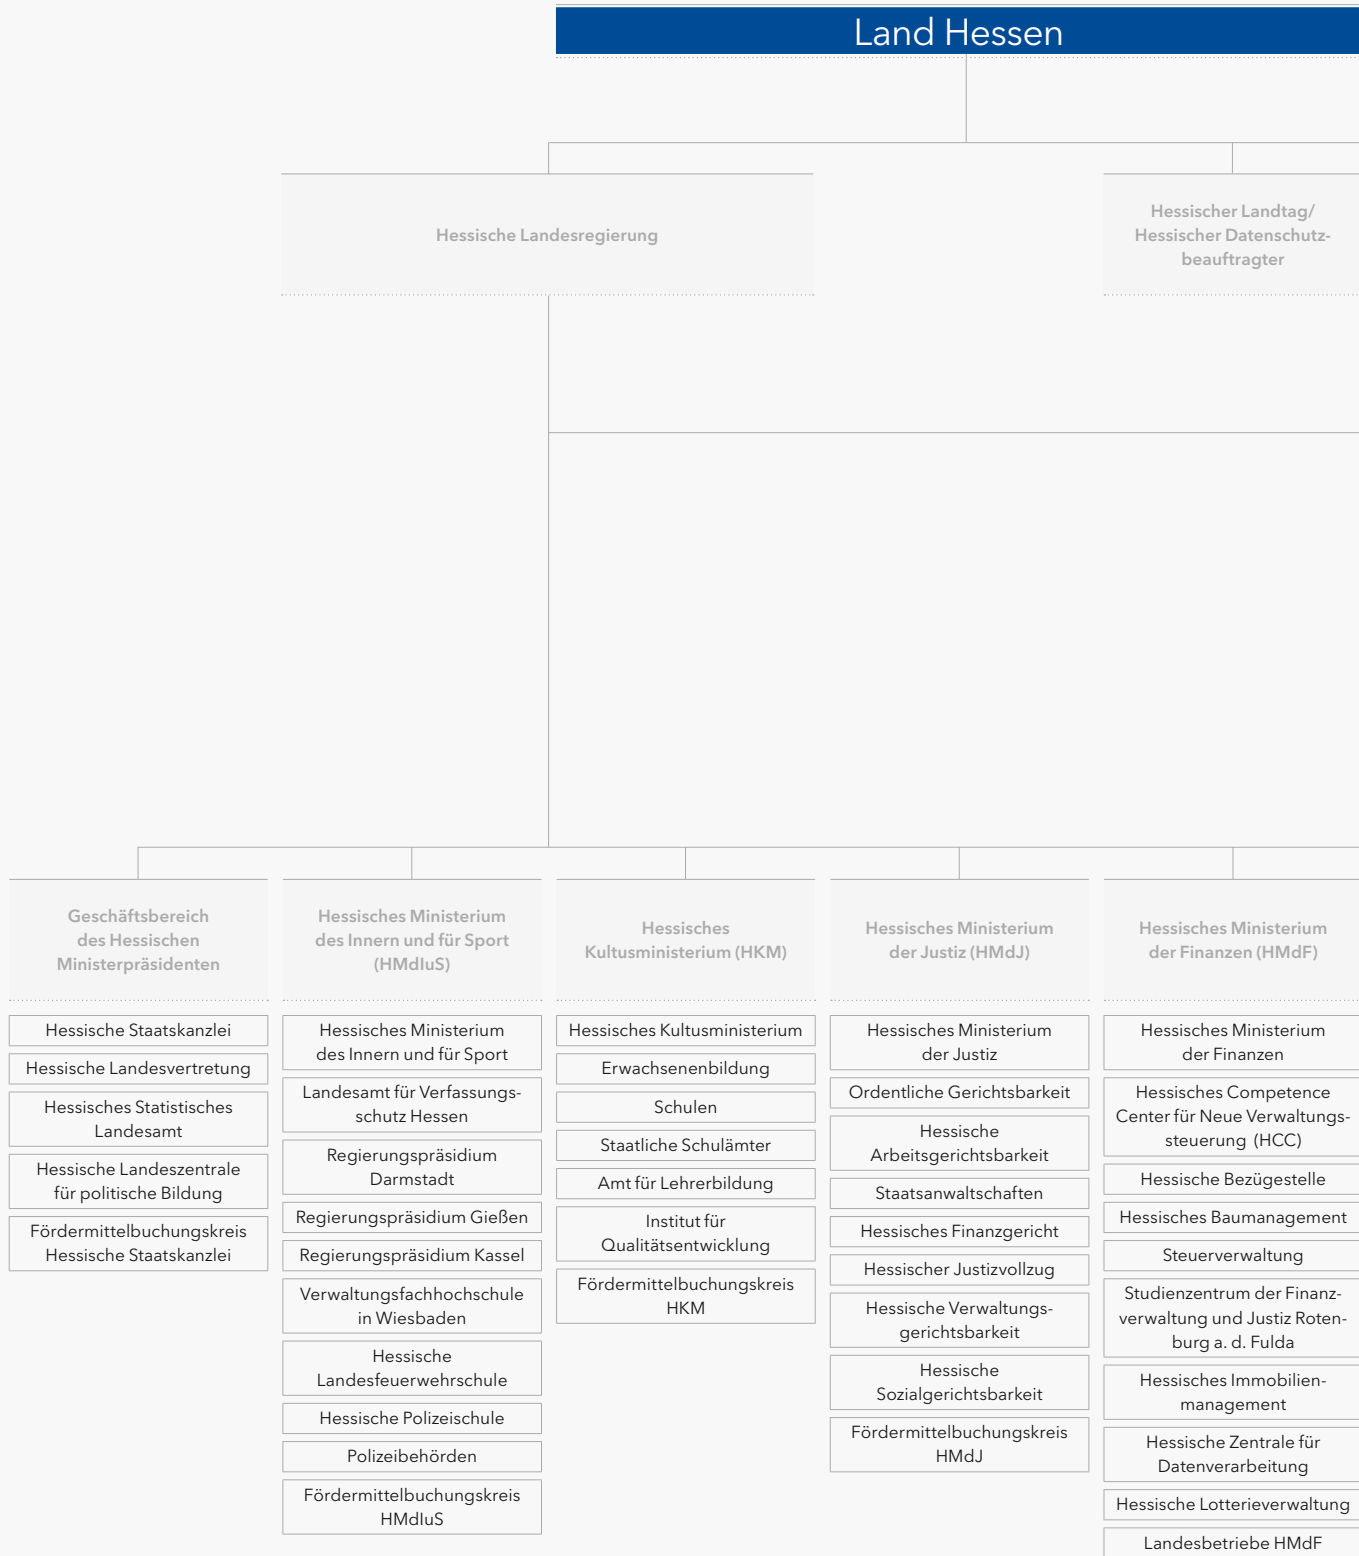 Land Hessen
Hessische Landesregierung
Hessischer Landtag/
Hessischer Datenschutz-
beauftragter
Geschäftsbereich
des Hessischen
Ministerpräsidenten
Hessische Staatskanzlei
Hessische Landesvertretung
Hessisches Statistisches
Landesamt
Hessische Landeszentrale
für politische Bildung
Fördermittelbuchungskreis
Hessische Staatskanzlei
Hessisches Ministerium
des Innern und für Sport
(HMdIuS)
Hessisches Ministerium
des Innern und für Sport
Landesamt für Verfassungs-
schutz Hessen
Regierungspräsidium
Darmstadt
Regierungspräsidium Gießen
Regierungspräsidium Kassel
Verwaltungsfachhochschule
in Wiesbaden
Hessische
Landesfeuerwehrschule
Hessische Polizeischule
Polizeibehörden
Fördermittelbuchungskreis
HMdIuS
Hessisches
Kultusministerium (HKM)
Hessisches Kultusministerium
Erwachsenenbildung
Schulen
Staatliche Schulämter
Amt für Lehrerbildung
Institut für
Qualitätsentwicklung
Fördermittelbuchungskreis
HKM
Hessisches Ministerium
der Justiz (HMdJ)
Hessisches Ministerium
der Justiz
Ordentliche Gerichtsbarkeit
Hessische
Arbeitsgerichtsbarkeit
Staatsanwaltschaften
Hessisches Finanzgericht
Hessischer Justizvollzug
Hessische Verwaltungs-
gerichtsbarkeit
Hessische
Sozialgerichtsbarkeit
Fördermittelbuchungskreis
HMdJ
Hessisches Ministerium
der Finanzen (HMdF)
Hessisches Ministerium
der Finanzen
Hessisches Competence
Center für Neue Verwaltungs-
steuerung (HCC)
Hessische Bezügestelle
Hessisches Baumanagement
Steuerverwaltung
Studienzentrum der Finanz-
verwaltung und Justiz Roten-
burg a. d. Fulda
Hessisches Immobilien-
management
Hessische Zentrale für
Datenverarbeitung
Hessische Lotterieverwaltung
Landesbetriebe HMdF